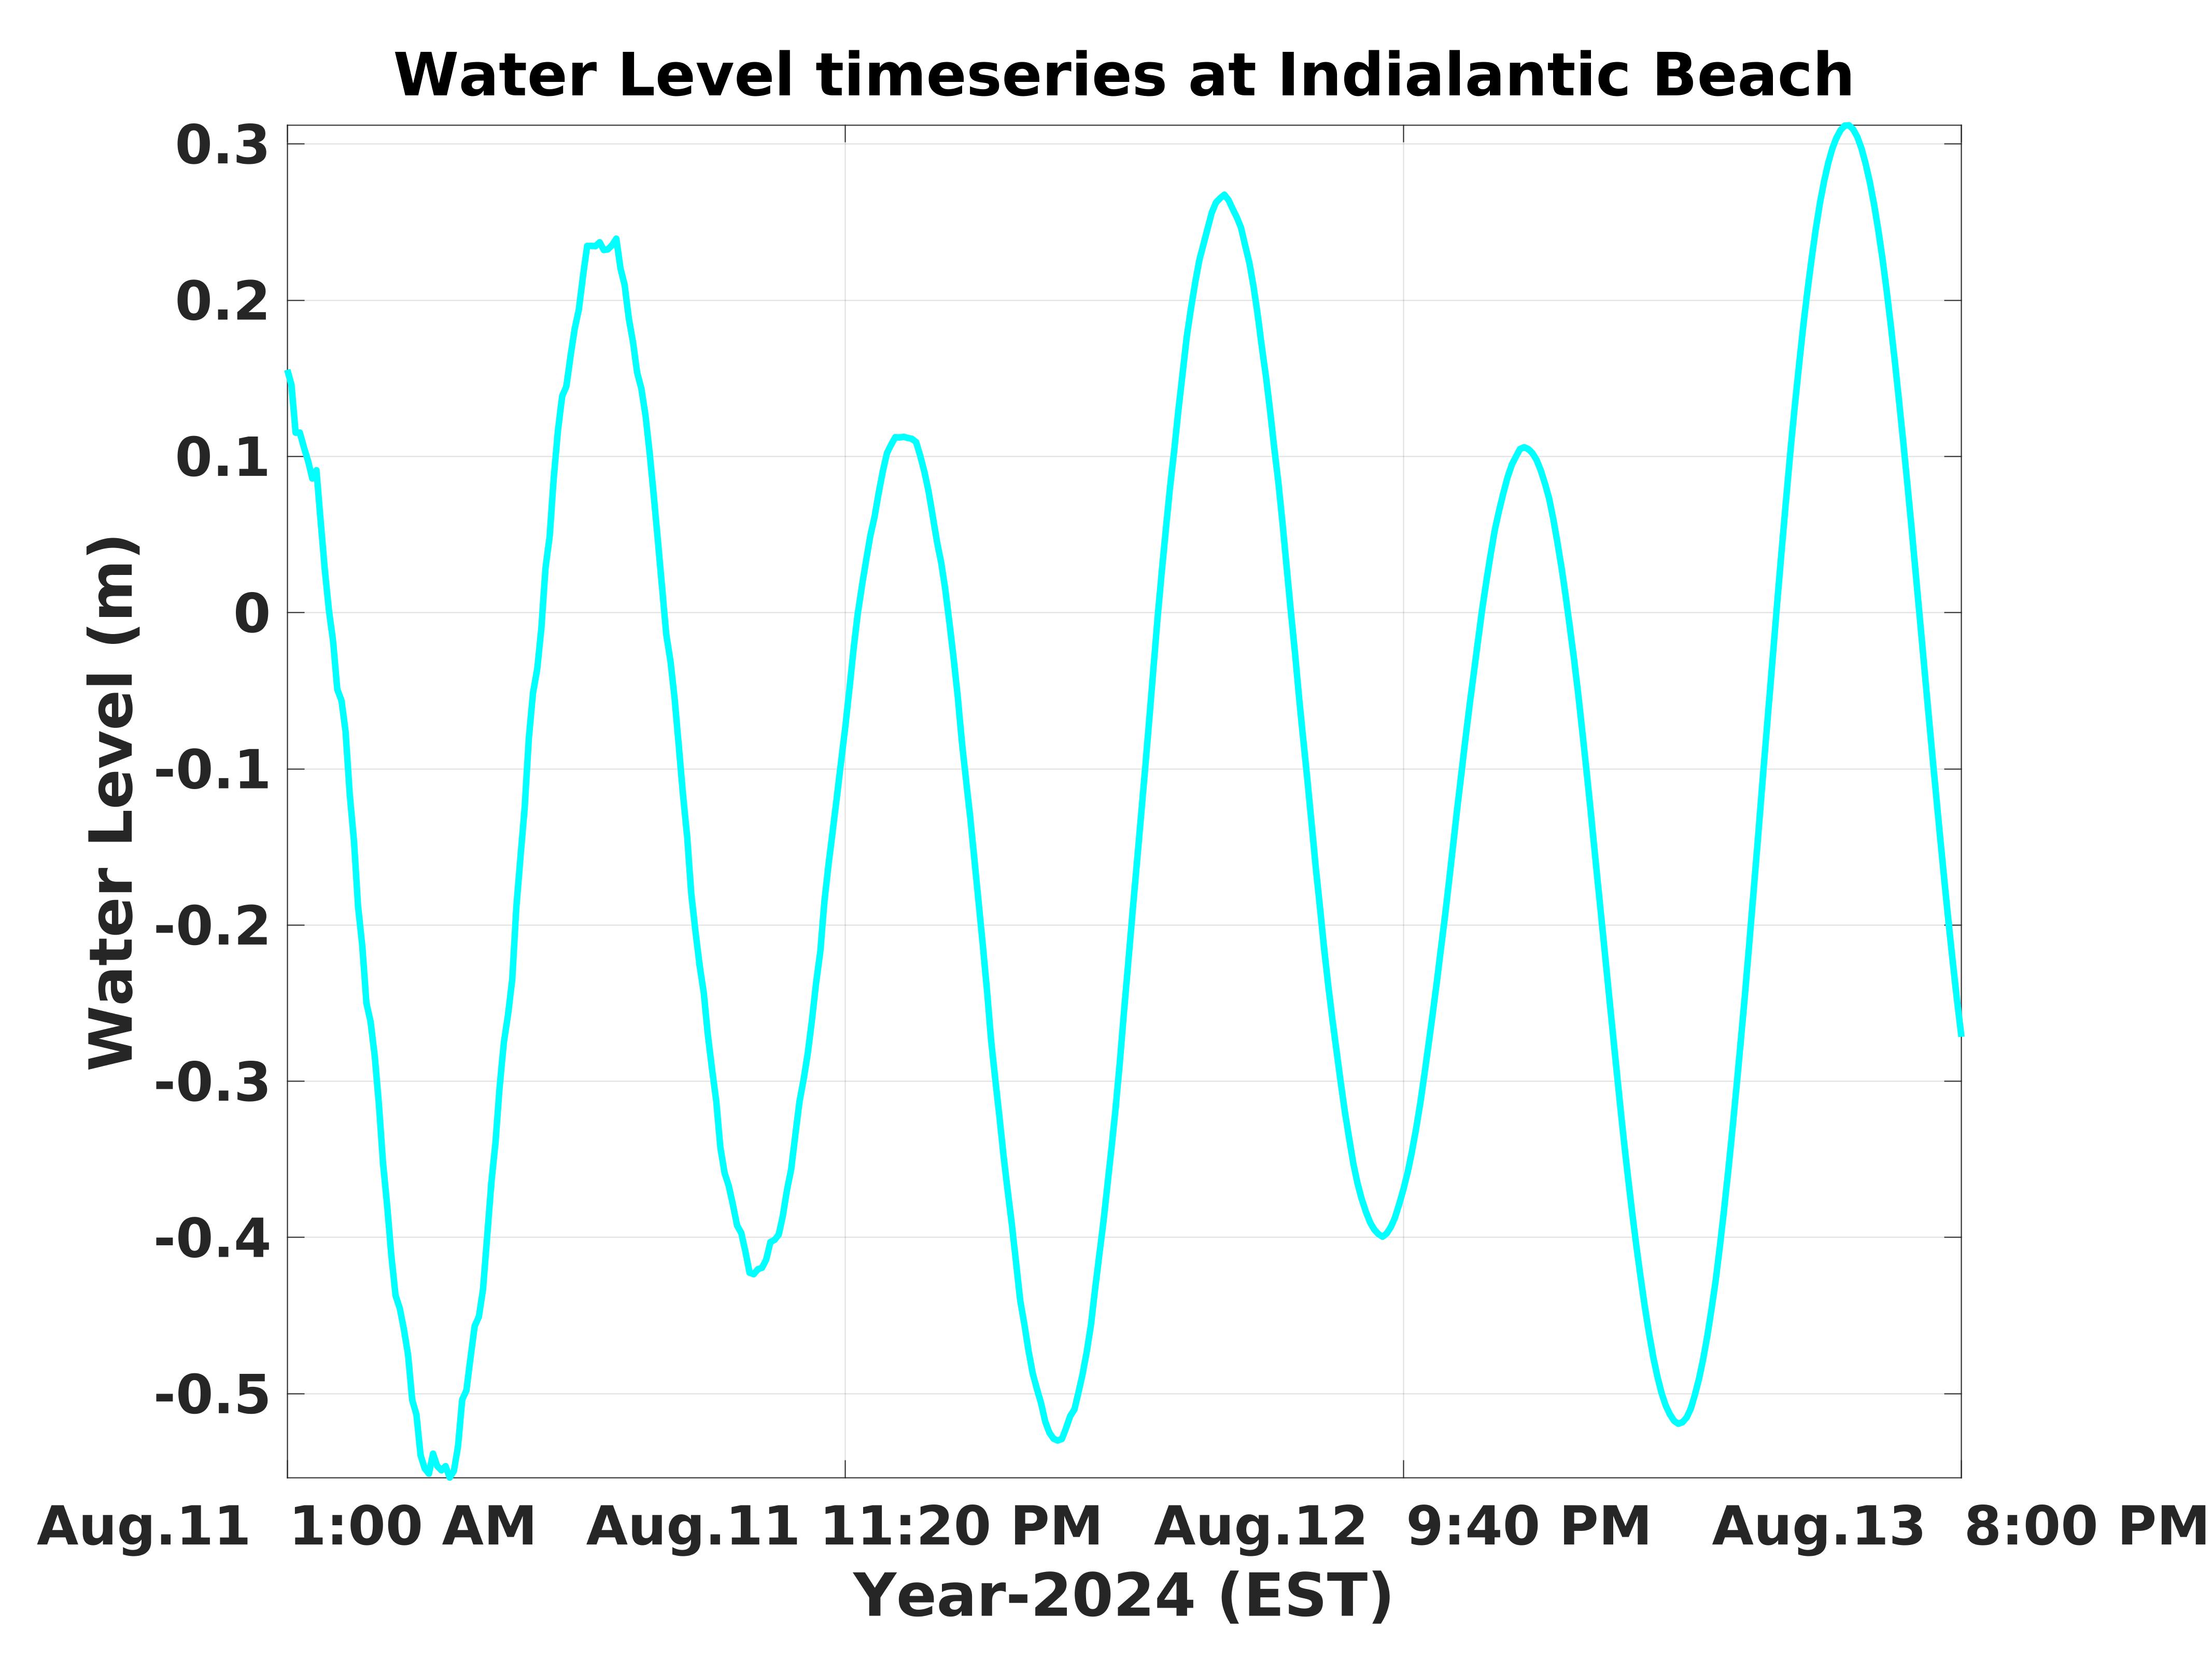 Water Level timeseries at Indialantic Beach
0.3
0.2
0.1
0
-0.1
-0.2
-0.3
-0.4
-0.5
Water Level (m)
Aug.11 1:00 AM Aug.11 11:20 PM Aug.12 9:40 PM Aug.13 8:00 PM
Year-2024 (EST)